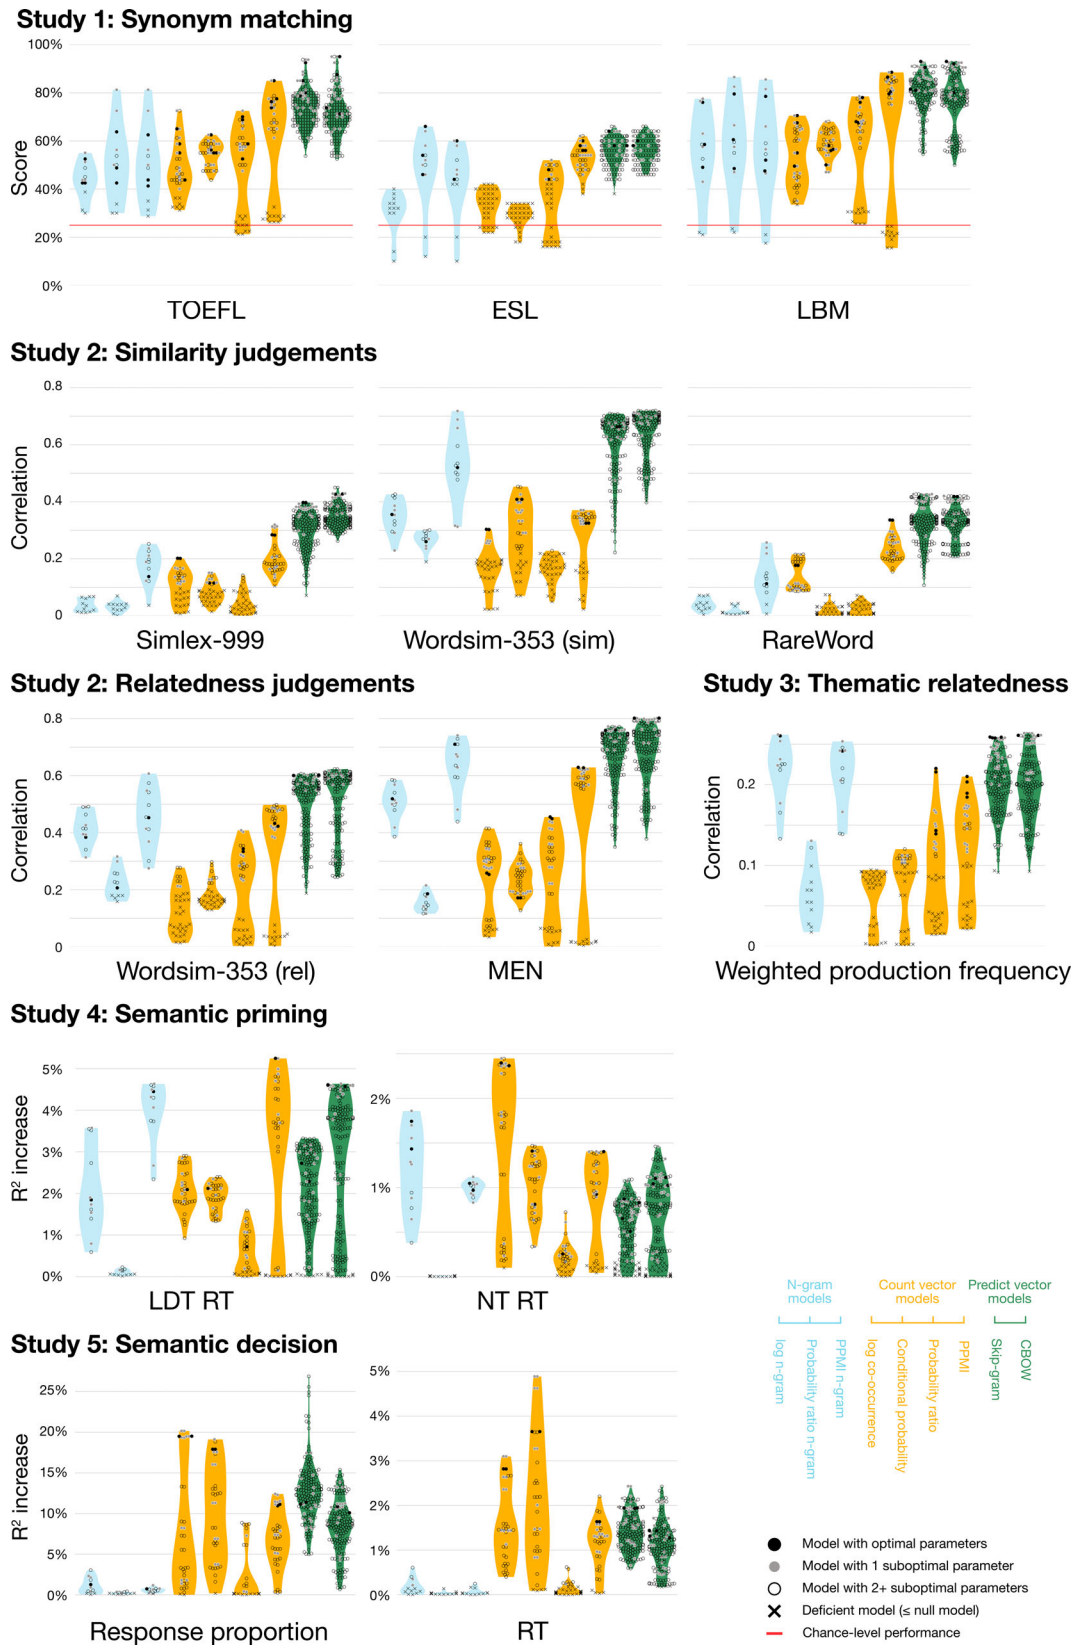 Study 1: Synonym matching
100%
80%
60%
40%
20%
0%
Score
TOEFL
ESL
LBM
Study 2: Similarity judgements
0.8
0.6
0.4
0.2
0
Correlation
Simlex-999
Wordsim-353 (sim)
RareWord
Study 2: Relatedness judgements
0.8
0.6
0.4
0.2
0
Correlation
Wordsim-353 (rel)
MEN
Study 3: Thematic relatedness
0.2
0.1
0
Correlation
Weighted production frequency
Study 4: Semantic priming
5%
4%
3%
2%
1%
0%
R² increase
LDT RT
2%
1%
0%
NT RT
Study 5: Semantic decision
25%
20%
15%
10%
5%
0%
R² increase
Response proportion
5%
4%
3%
2%
1%
0%
RT
N-gram
models
Count vector
models
Predict vector
models
log n-gram
Probability ratio n-gram
PPMI n-gram
log co-occurrence
Conditional probability
Probability ratio
PPMI
Skip-gram
CBOW
Model with optimal parameters
Model with 1 suboptimal parameter
Model with 2+ suboptimal parameters
Deficient model (≤ null model)
Chance-level performance